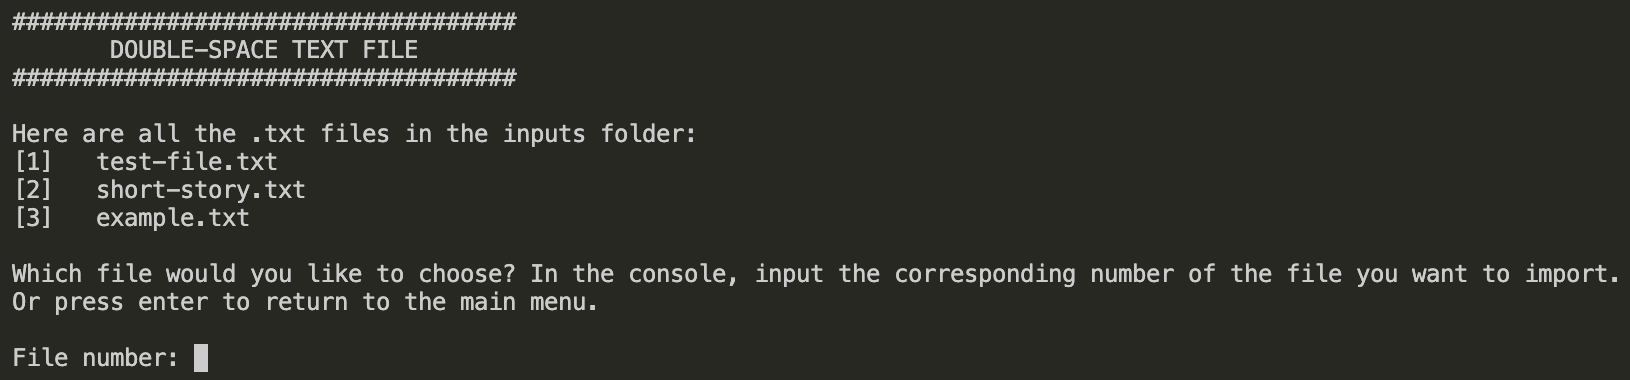 ####################################
DOUBLE-SPACE TEXT FILE
####################################
Here are all the .txt files in the inputs folder:
[1]   test-file.txt
[2]   short-story.txt
[3]   example.txt
Which file would you like to choose? In the console, input the corresponding number of the file you want to import.
Or press enter to return to the main menu.
File number: